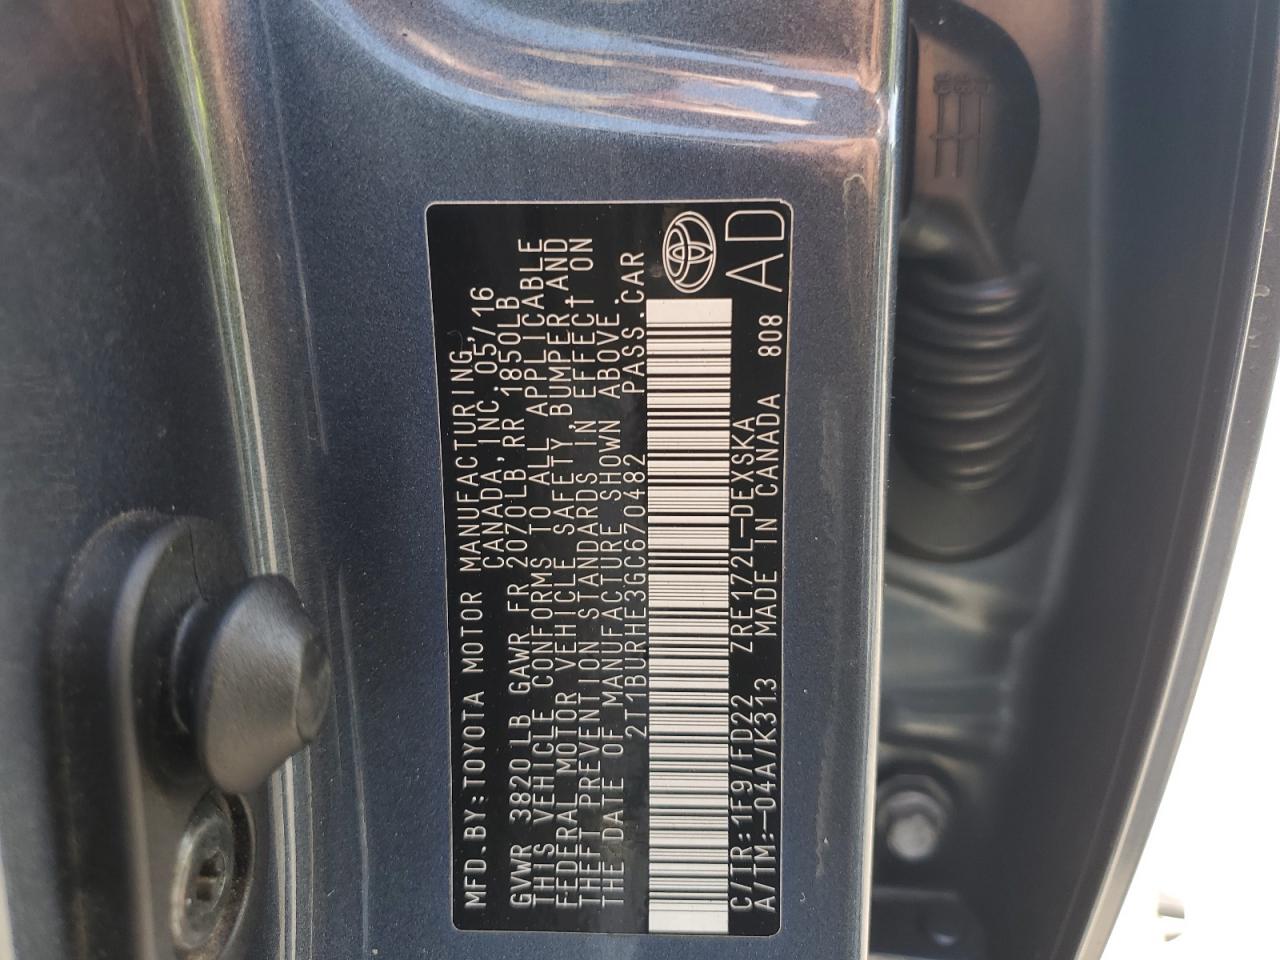 MFD.BY:TOYOTA MOTOR MANUFACTURING,
CANADA,INC.05/16
GVWR 3820LB GAWR FR 2070LB,RR 1850LB
THIS VEHICLE CONFORMS TO ALL APPLICABLE
FEDERAL MOTOR VEHICLE SAFETY,BUMPER,AND
THEFT PREVENTION STANDARDS IN EFFECT ON
THE DATE OF MANUFACTURE SHOWN ABOVE.
2T1BURHE3GC670482 PASS.CAR
C/TR:1F9/FD22 ZRE172L-DEXSKA
A/TM:-04A/K313 MADE IN CANADA 808
AD